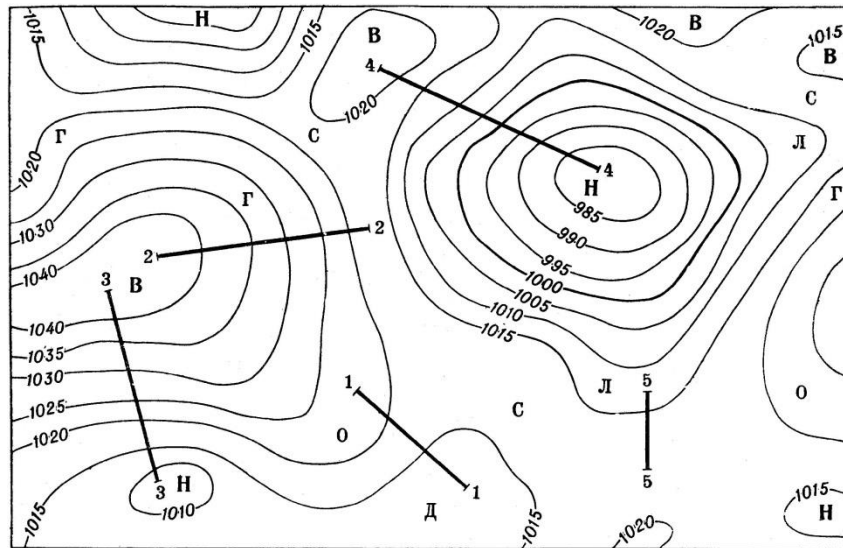 1015 Н 1015 В 1020 В 1015
4 В
1020 С
Г С Л
1020 Г 4 Г
Н
985
1030 2 2 990
1040 3 В 995
1000
1040 1005
1035 1010
1030 1015
1 Л 5
1025 О С О
1020
3 Н 1 5 1015
1010 Н
1015 Д 1015 1020